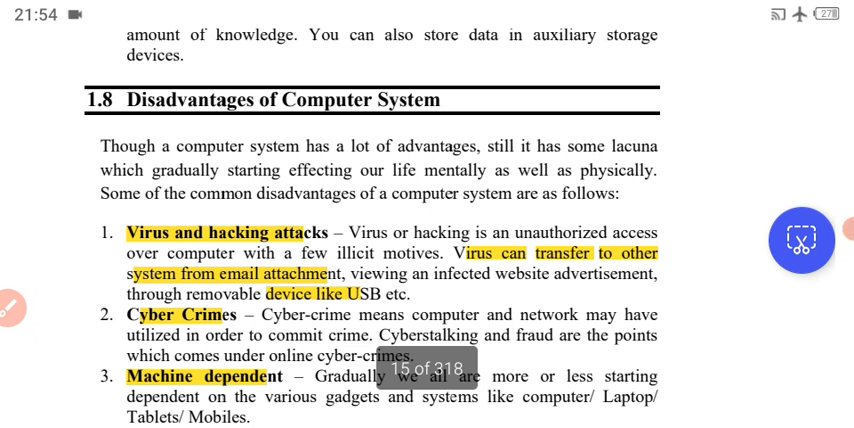 21:54
27
amount of knowledge. You can also store data in auxiliary storage
devices.
1.8 Disadvantages of Computer System
Though a computer system has a lot of advantages, still it has some lacuna
which gradually starting effecting our life mentally as well as physically.
Some of the common disadvantages of a computer system are as follows:
1. Virus and hacking attacks – Virus or hacking is an unauthorized access
over computer with a few illicit motives. Virus can transfer to other
system from email attachment, viewing an infected website advertisement,
through removable device like USB etc.
2. Cyber Crimes – Cyber-crime means computer and network may have
utilized in order to commit crime. Cyberstalking and fraud are the points
which comes under online cyber-crimes.
15 of 318
3. Machine dependent – Gradually we all are more or less starting
dependent on the various gadgets and systems like computer/ Laptop/
Tablets/ Mobiles.